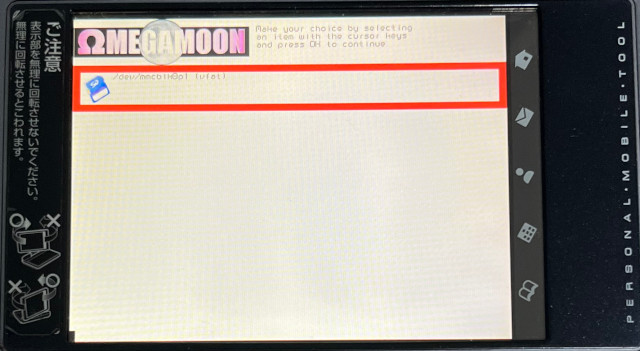 ご注意
表示部を無理に回転させないでください。
無理に回転させるとこわれます。
ΩMEGAMOON
Make your choice by selecting
an item with the cursor keys
and press OK to continue
/dev/mmcblk0p1 (vfat)
PERSONAL·MOBILE·TOOL